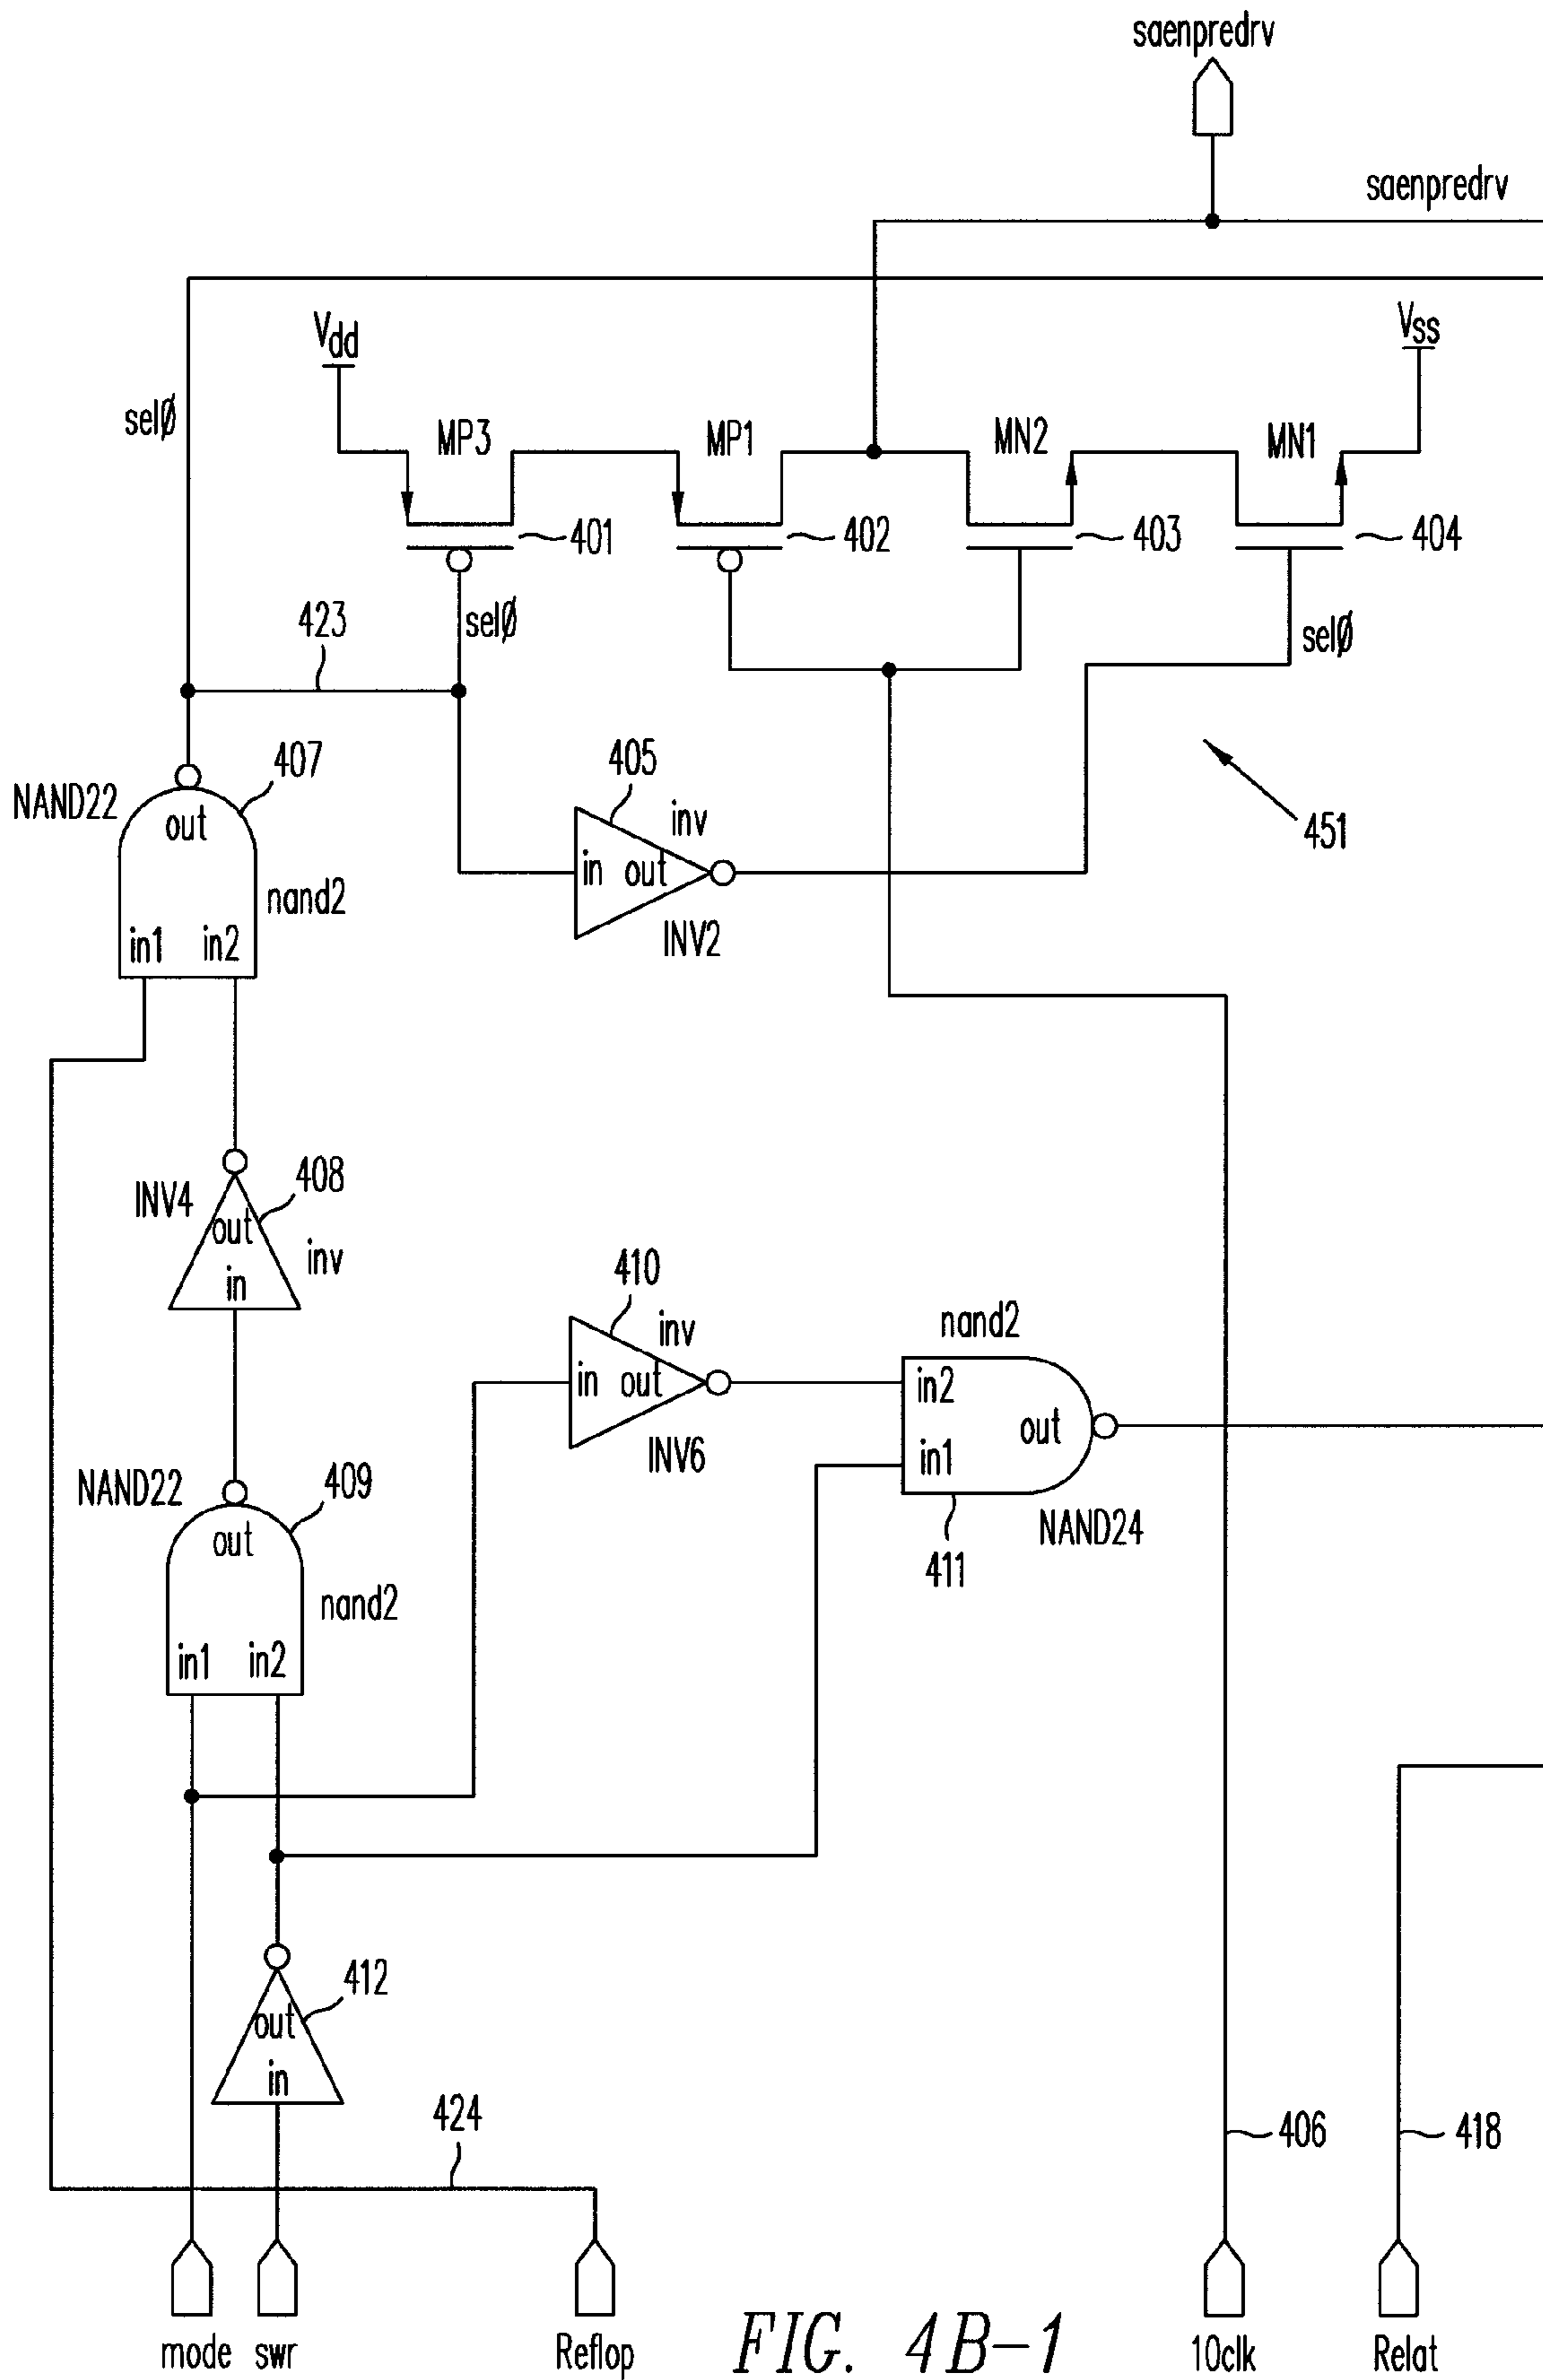 saenpredrv
saenpredrv
Vdd
Vss
selØ
MP3
MP1
MN2
MN1
401
402
403
404
423
selØ
selØ
407
405
NAND22
out
inv
451
in out
nand2
in1 in2
INV2
408
INV4
out
inv
in
410
nand2
inv
in out
in2
out
in1
INV6
NAND22
409
NAND24
out
411
nand2
in1 in2
412
out
in
424
406
418
mode
swr
Reflop
FIG. 4B-1
10clk
Relat